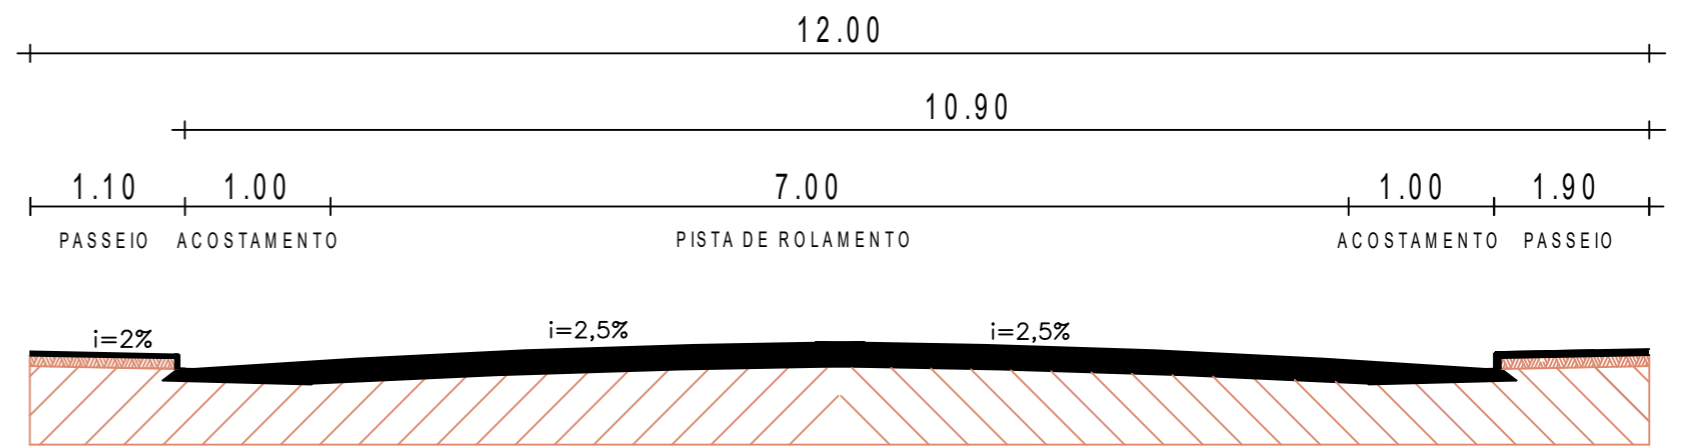 12.00
10.90
1.10 1.00 7.00 1.00 1.90
PASSEIO ACOSTAMENTO PISTA DE ROLAMENTO ACOSTAMENTO PASSEIO
i=2% i=2,5% i=2,5%